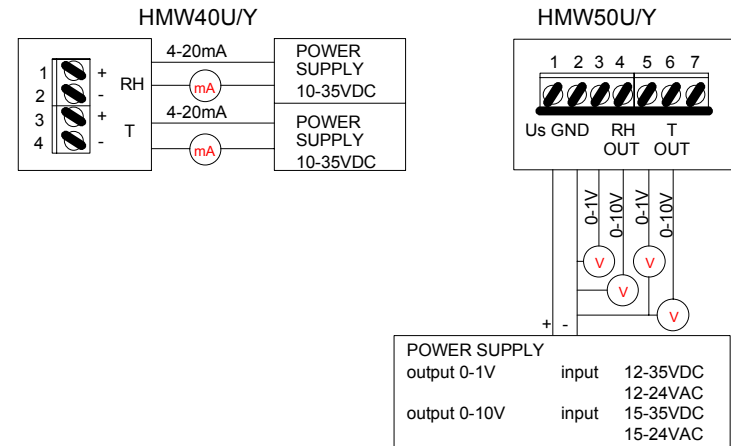 HMW40U/Y
1
2
3
4
+
-
+
-
RH
T
4-20mA
mA
4-20mA
mA
POWER
SUPPLY
10-35VDC
POWER
SUPPLY
10-35VDC
HMW50U/Y
1 2 3 4 5 6 7
Us GND RH T
OUT OUT
0-1V
0-10V
0-1V
0-10V
V
V
V
V
+ -
POWER SUPPLY
output 0-1V input 12-35VDC
12-24VAC
output 0-10V input 15-35VDC
15-24VAC